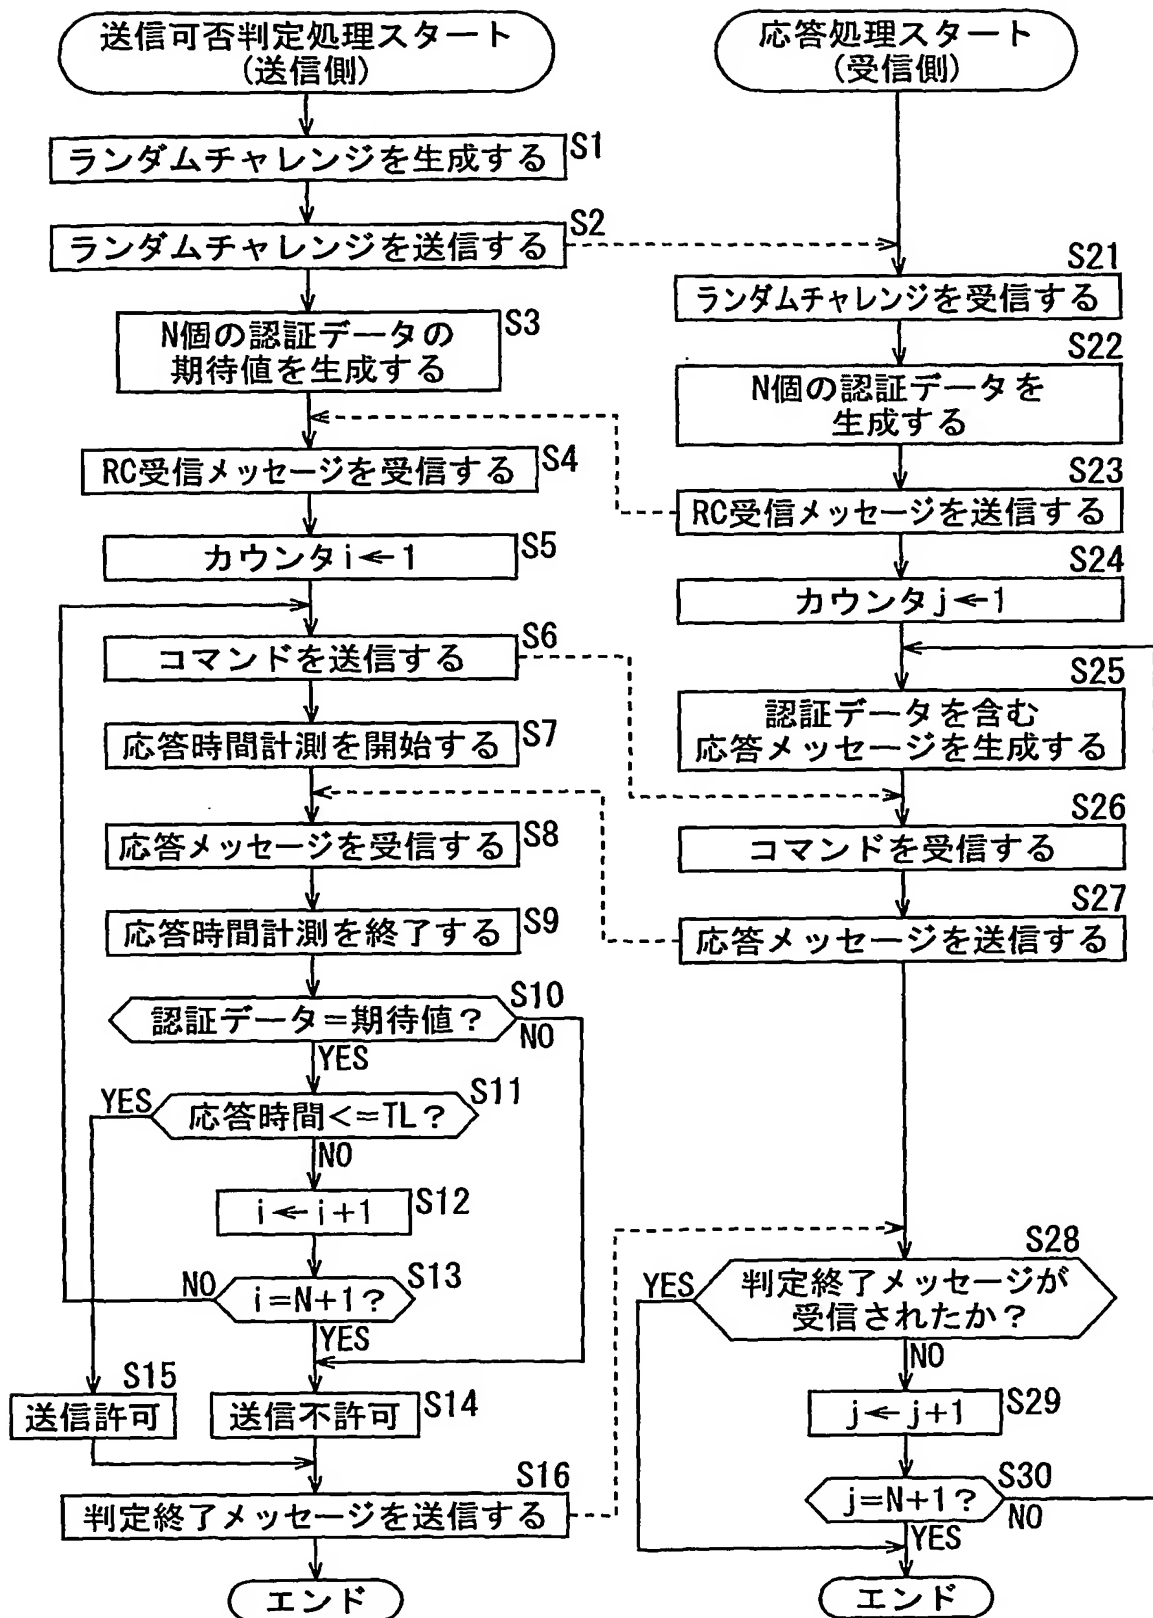 送信可否判定処理スタート
(送信側)
ランダムチャレンジを生成する
S1
ランダムチャレンジを送信する
S2
N個の認証データの
期待値を生成する
S3
RC受信メッセージを受信する
S4
カウンタi←1
S5
コマンドを送信する
S6
応答時間計測を開始する
S7
応答メッセージを受信する
S8
応答時間計測を終了する
S9
認証データ=期待値?
S10
NO
YES
応答時間<=TL?
S11
YES
NO
i←i+1
S12
i=N+1?
S13
NO
YES
送信許可
S15
送信不許可
S14
判定終了メッセージを送信する
S16
エンド
応答処理スタート
(受信側)
S21
ランダムチャレンジを受信する
S22
N個の認証データを
生成する
S23
RC受信メッセージを送信する
S24
カウンタj←1
S25
認証データを含む
応答メッセージを生成する
S26
コマンドを受信する
S27
応答メッセージを送信する
S28
判定終了メッセージが
受信されたか?
YES
NO
j←j+1
S29
j=N+1?
S30
NO
YES
エンド